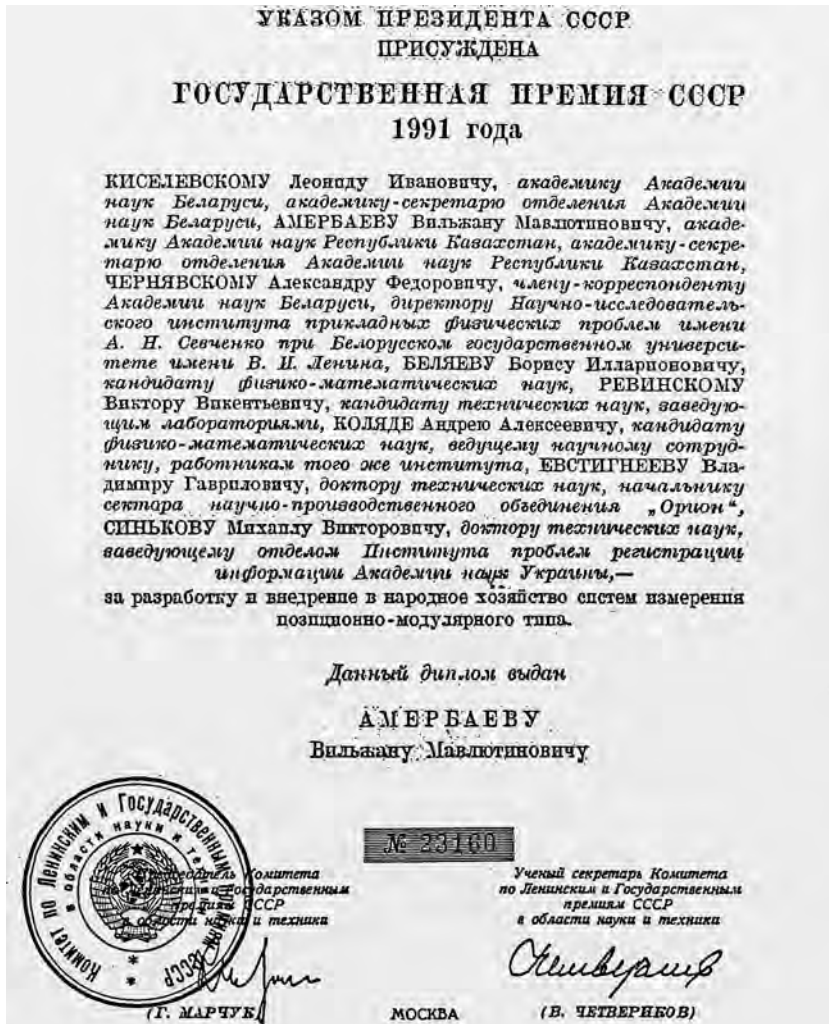 УКАЗОМ ПРЕЗИДЕНТА СССР
ПРИСУЖДЕНА
ГОСУДАРСТВЕННАЯ ПРЕМИЯ СССР
1991 года
КИСЕЛЕВСКОМУ Леониду Ивановичу, академику Академии
наук Беларуси, академику-секретарю отделения Академии
наук Беларуси, АМЕРБАЕВУ Вильжану Мавлютиновичу, акаде-
мику Академии наук Республики Казахстан, академику-секре-
тарю отделения Академии наук Республики Казахстан,
ЧЕРНЯВСКОМУ Александру Федоровичу, члену-корреспонденту
Академии наук Беларуси, директору Научно-исследователь-
ского института прикладных физических проблем имени
А. Н. Севченко при Белорусском государственном универси-
тете имени В. И. Ленина, БЕЛЯЕВУ Борису Илларионовичу,
кандидату физико-математических наук, РЕВИНСКОМУ
Виктору Викентьевичу, кандидату технических наук, заведую-
щим лабораториями, КОЛЯДЕ Андрею Алексеевичу, кандидату
физико-математических наук, ведущему научному сотруд-
нику, работникам того же института, ЕВСТИГНЕЕВУ Вла-
димиру Гавриловичу, доктору технических наук, начальнику
сектора научно-производственного объединения „Орион“,
СИНЬКОВУ Михаилу Викторовичу, доктору технических наук,
заведующему отделом Института проблем регистрации
информации Академии наук Украины,—
за разработку и внедрение в народное хозяйство систем измерения
позиционно-модулярного типа.
Данный диплом выдан
АМЕРБАЕВУ
Вильжану Мавлютиновичу
№ 23160
Председатель Комитета
по Ленинским и Государственным
премиям СССР
в области науки и техники
Ученый секретарь Комитета
по Ленинским и Государственным
премиям СССР
в области науки и техники
Комитет по Ленинским и Государственным премиям СССР
в области науки и техники
(Г. МАРЧУК)
МОСКВА
(В. ЧЕТВЕРИКОВ)